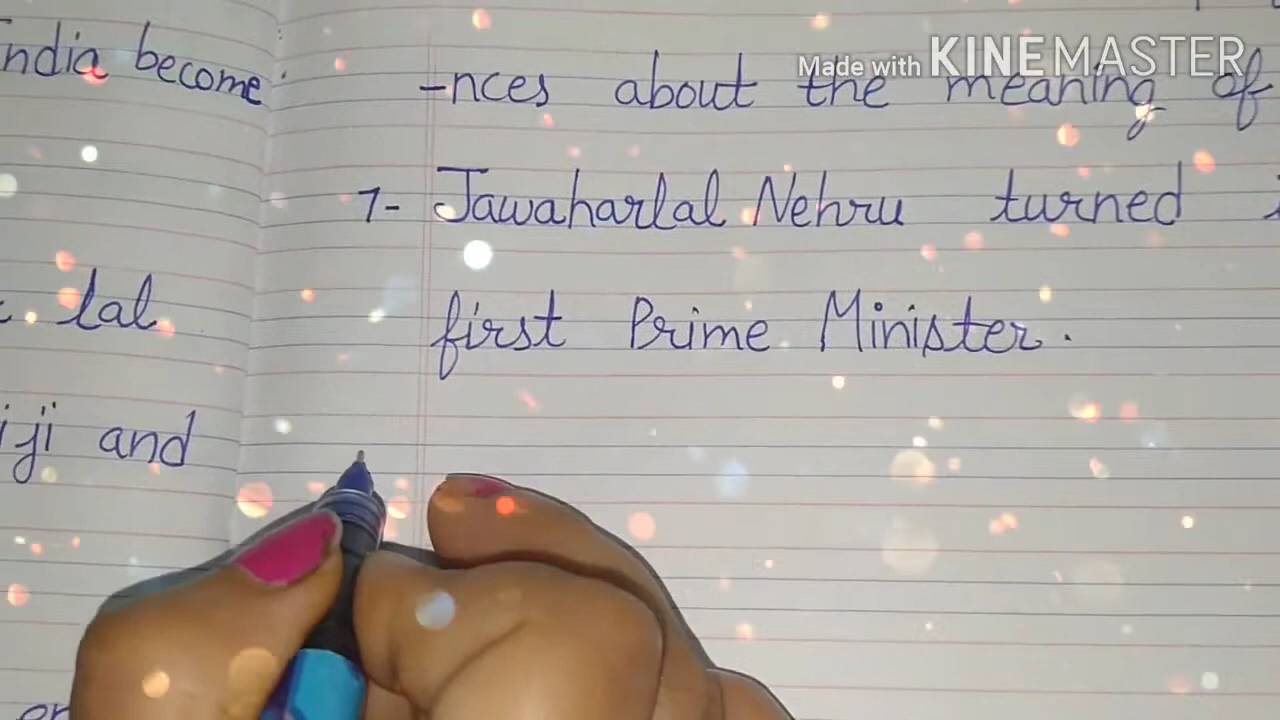 India become
lal
and
Made with KINEMASTER
-nces about the meaning of
7- Jawaharlal Nehru turned
first Prime Minister.